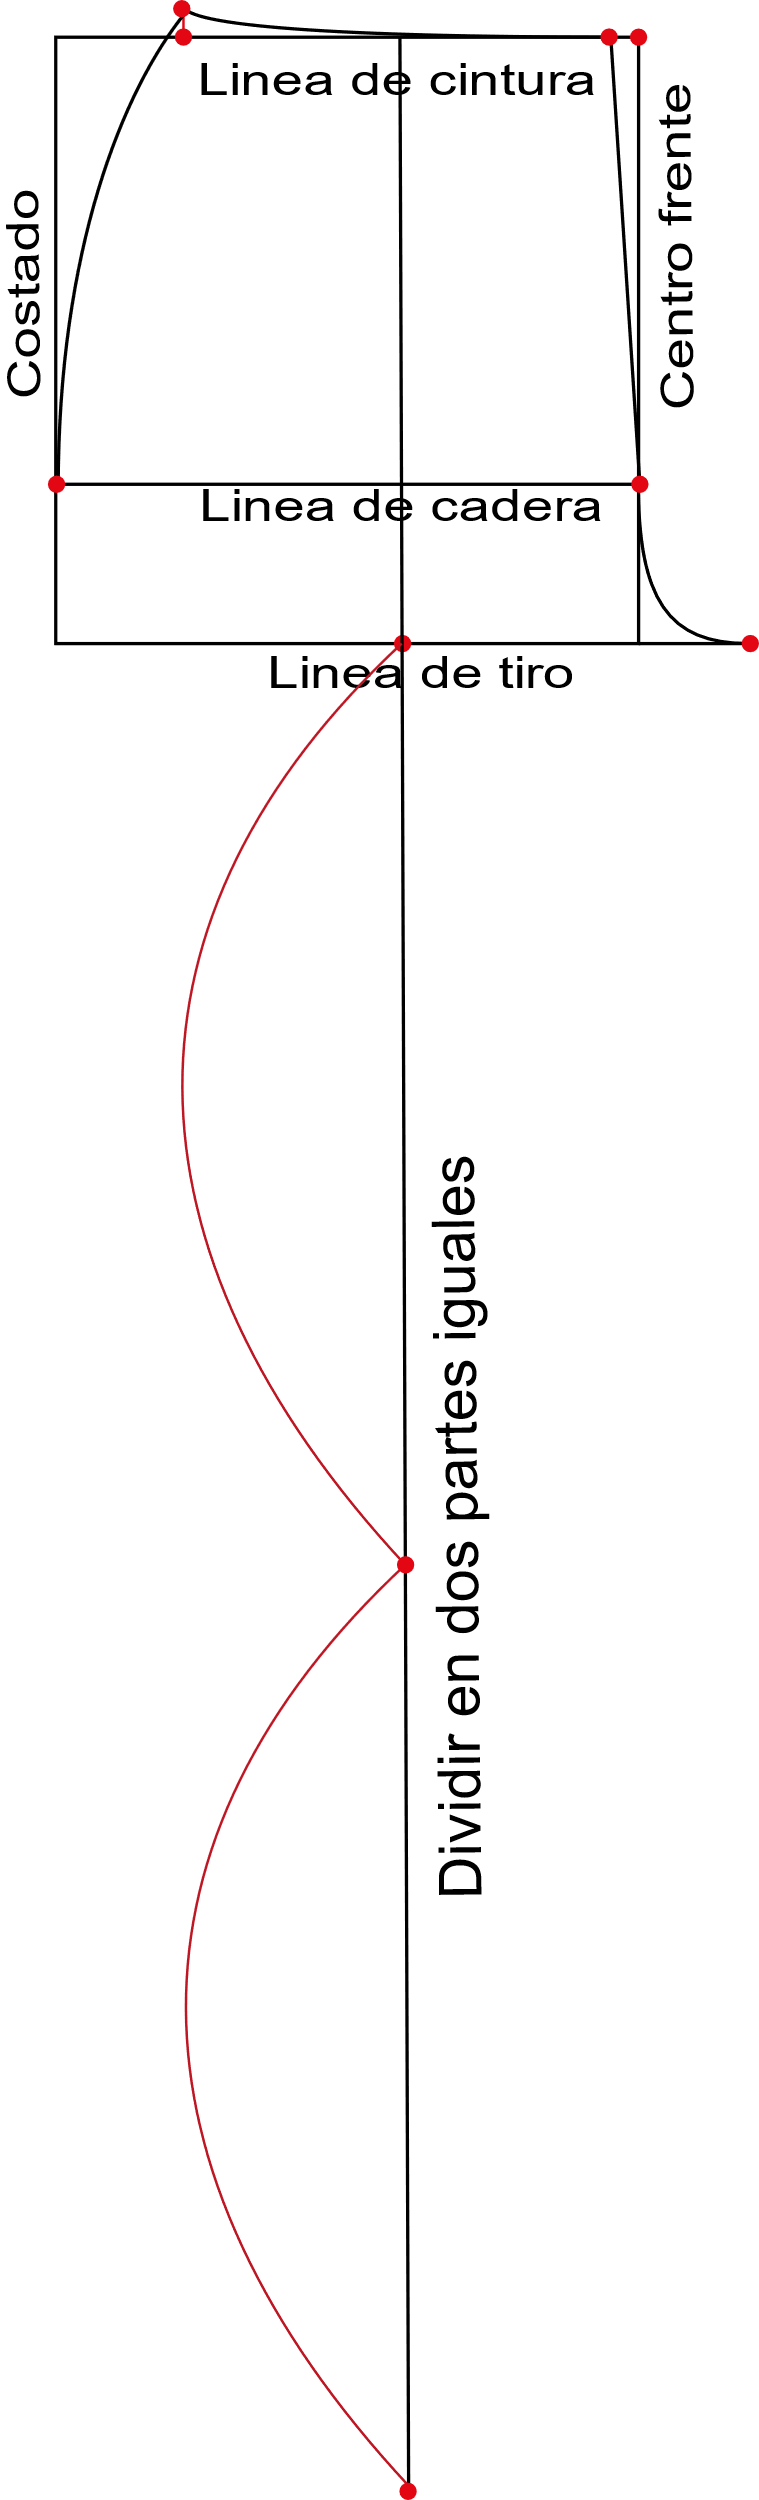 Linea de cintura
Costado
Centro frente
Linea de cadera
Linea de tiro
Dividir en dos partes iguales